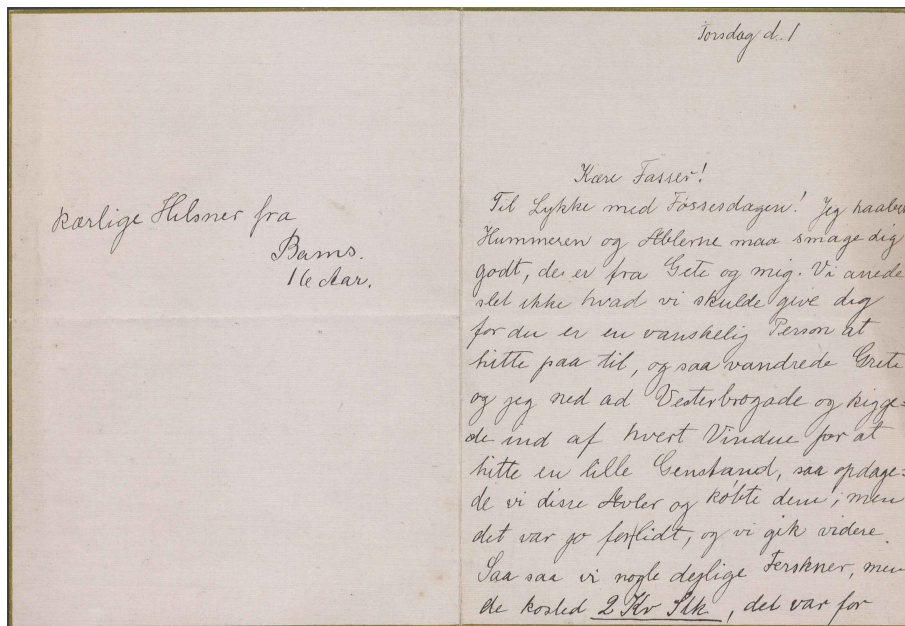 kærlige Hilsner fra
Bams.
16 Aar.
Torsdag d. 1
Kære Fasser!
Til Lykke med Føssesdagen! Jeg haaber
Hummeren og Æblerne maa smage dig
godt, de er fra Grete og mig. Vi anede
slet ikke hvad vi skulde give dig
for du er en vanskelig Person at
hitte paa til, og saa vandrede Grete
og jeg ned ad Vesterbrogade og kigge=
de ind af hvert Vindue for at
hitte en lille Genstand, saa opdage=
de vi disse Æbler og købte dem; men
det var jo for lidt, og vi gik videre.
Saa saa vi nogle dejlige Ferskner, men
de kosted 2 Kr Stk, det var for